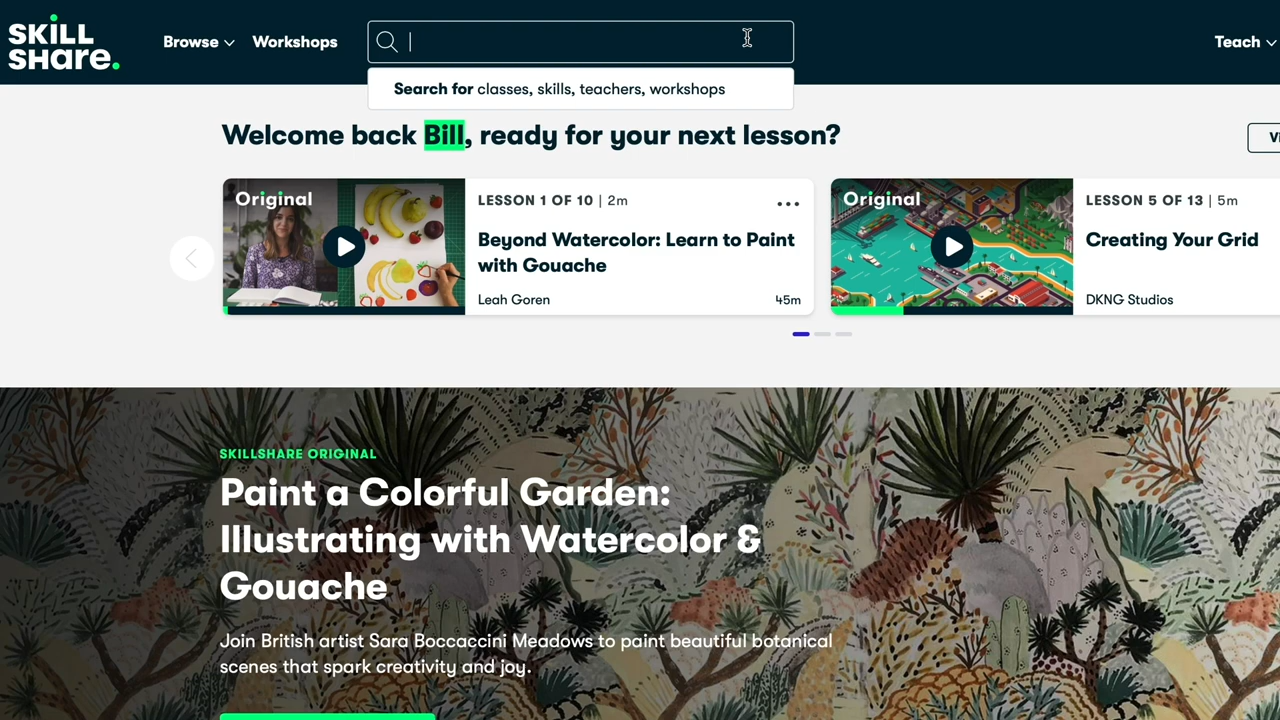 SKILL
SHare.
Browse
Workshops
Teach
Search for classes, skills, teachers, workshops
Welcome back Bill, ready for your next lesson?
Original
LESSON 1 OF 10 | 2m
Beyond Watercolor: Learn to Paint
with Gouache
Leah Goren
45m
Original
LESSON 5 OF 13 | 5m
Creating Your Grid
DKNG Studios
SKILLSHARE ORIGINAL
Paint a Colorful Garden:
Illustrating with Watercolor &
Gouache
Join British artist Sara Boccaccini Meadows to paint beautiful botanical
scenes that spark creativity and joy.